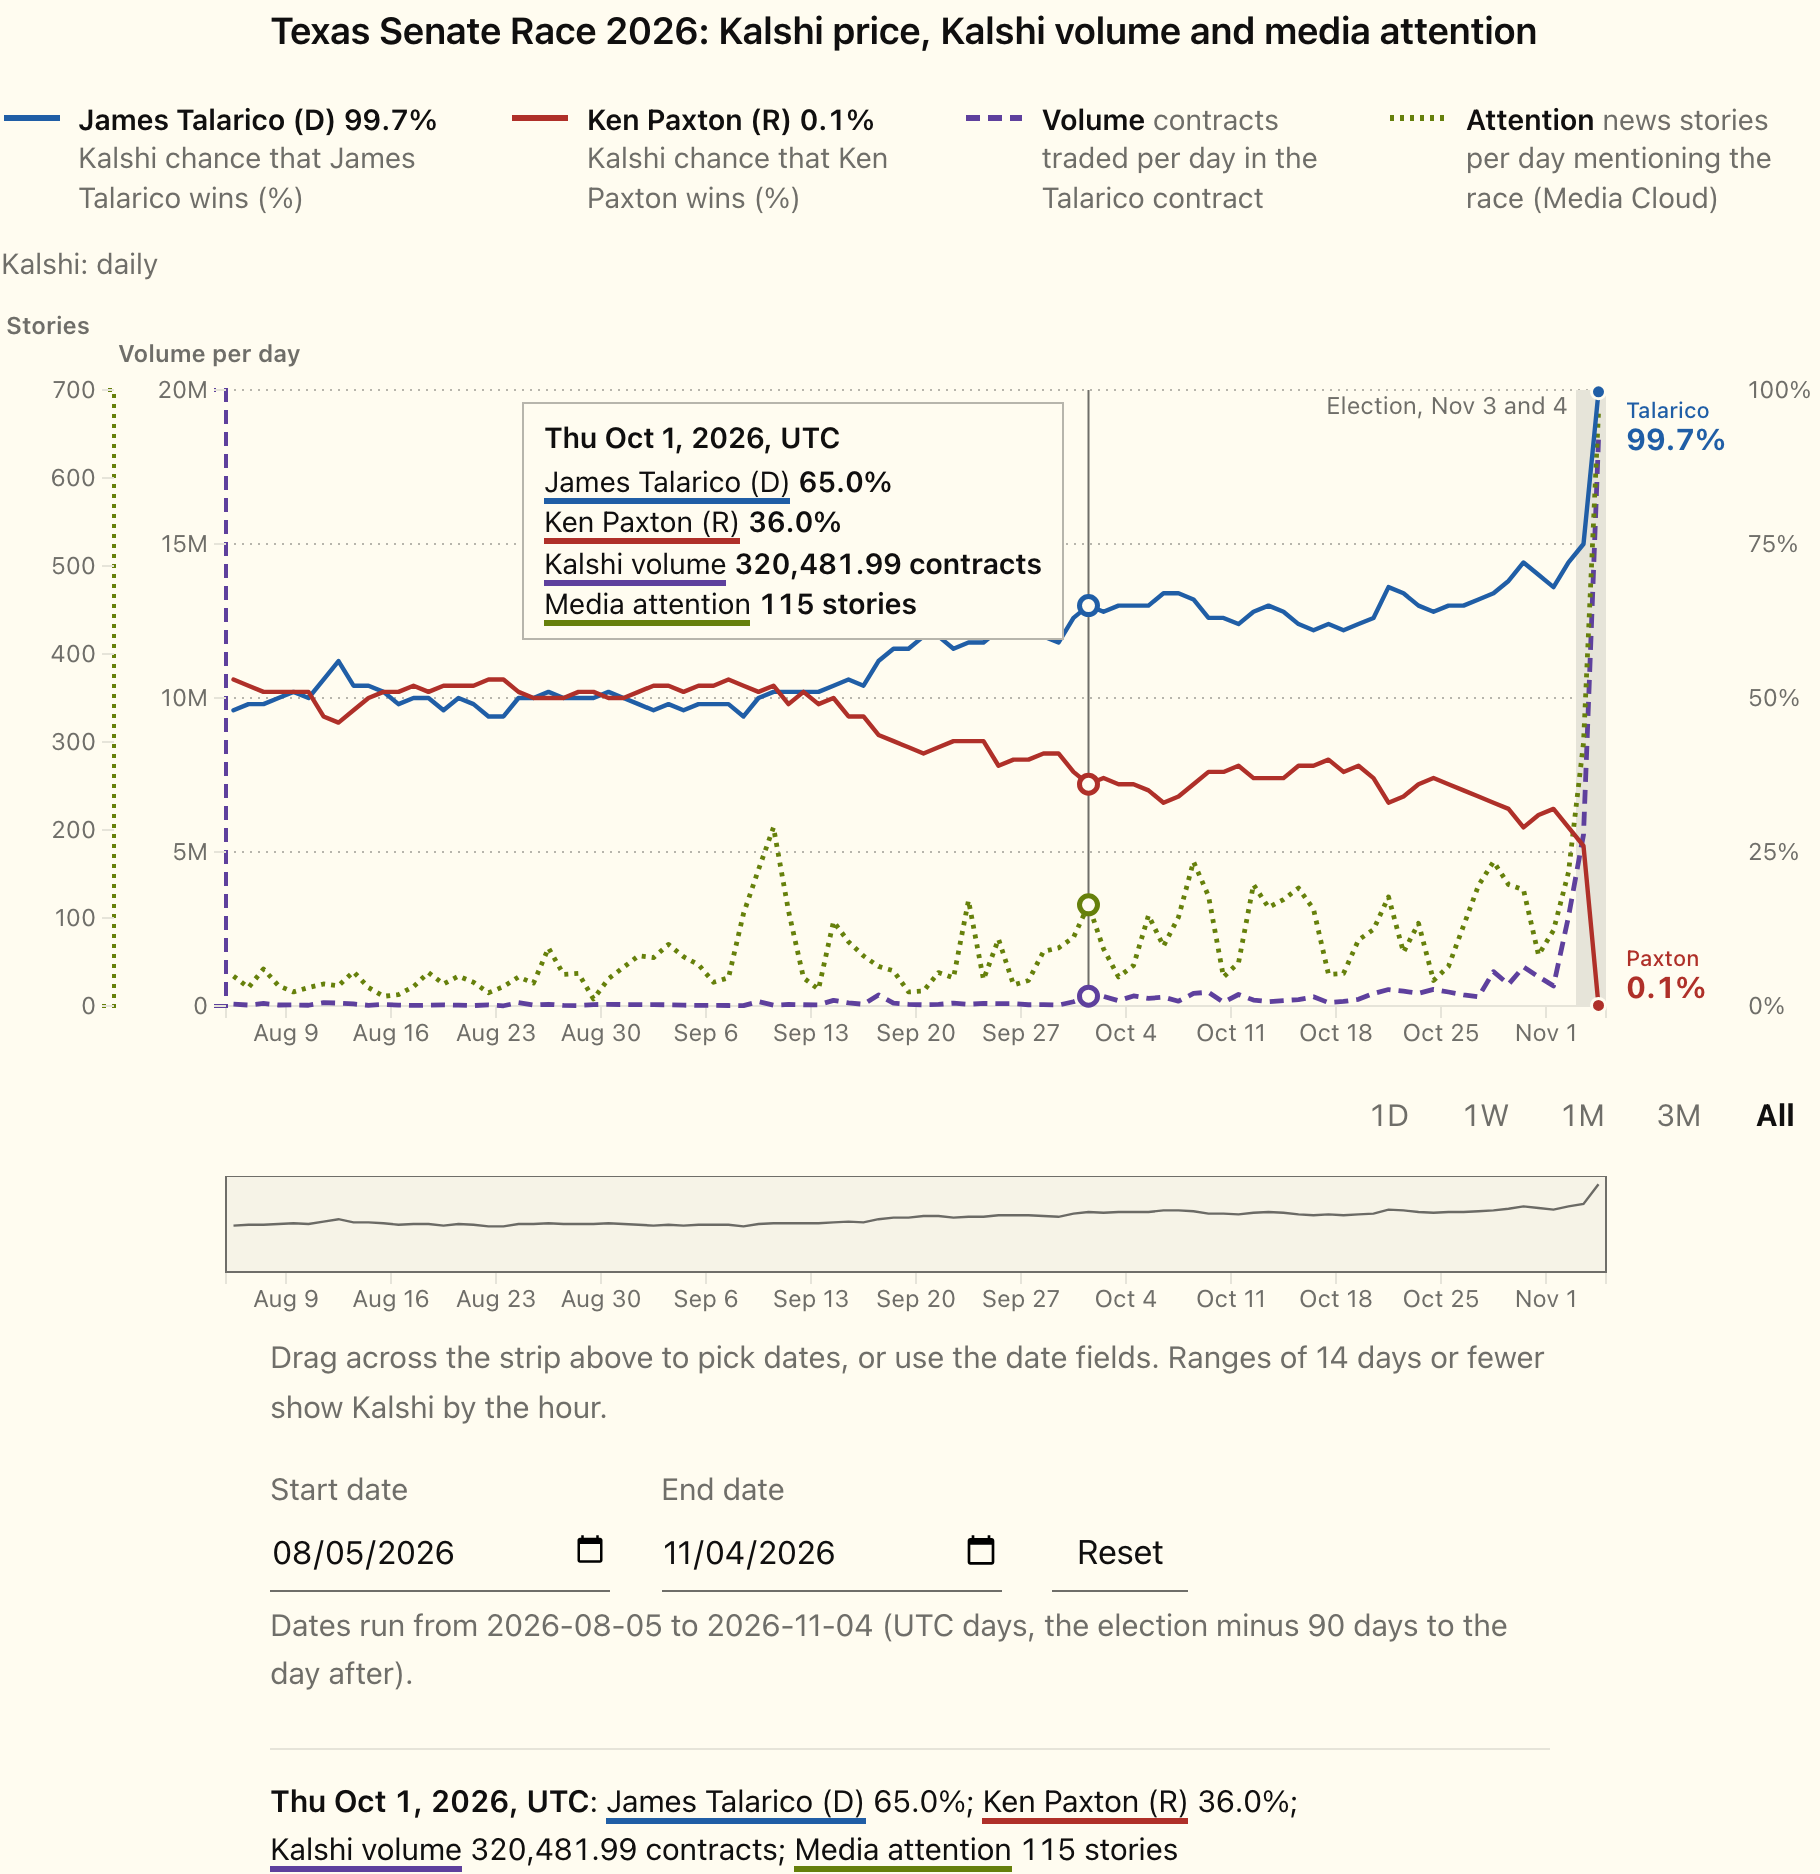 Texas Senate Race 2026: Kalshi price, Kalshi volume and media attention
James Talarico (D) 99.7%
Kalshi chance that James
Talarico wins (%)
Ken Paxton (R) 0.1%
Kalshi chance that Ken
Paxton wins (%)
Volume contracts
traded per day in the
Talarico contract
Attention news stories
per day mentioning the
race (Media Cloud)
Kalshi: daily
Stories
Volume per day
700
600
500
400
300
200
100
0
20M
15M
10M
5M
0
Thu Oct 1, 2026, UTC
James Talarico (D) 65.0%
Ken Paxton (R) 36.0%
Kalshi volume 320,481.99 contracts
Media attention 115 stories
Election, Nov 3 and 4
Talarico
99.7%
Paxton
0.1%
100%
75%
50%
25%
0%
Aug 9 Aug 16 Aug 23 Aug 30 Sep 6 Sep 13 Sep 20 Sep 27 Oct 4 Oct 11 Oct 18 Oct 25 Nov 1
1D 1W 1M 3M All
Aug 9 Aug 16 Aug 23 Aug 30 Sep 6 Sep 13 Sep 20 Sep 27 Oct 4 Oct 11 Oct 18 Oct 25 Nov 1
Drag across the strip above to pick dates, or use the date fields. Ranges of 14 days or fewer
show Kalshi by the hour.
Start date End date
08/05/2026 11/04/2026 Reset
Dates run from 2026-08-05 to 2026-11-04 (UTC days, the election minus 90 days to the
day after).
Thu Oct 1, 2026, UTC: James Talarico (D) 65.0%; Ken Paxton (R) 36.0%;
Kalshi volume 320,481.99 contracts; Media attention 115 stories